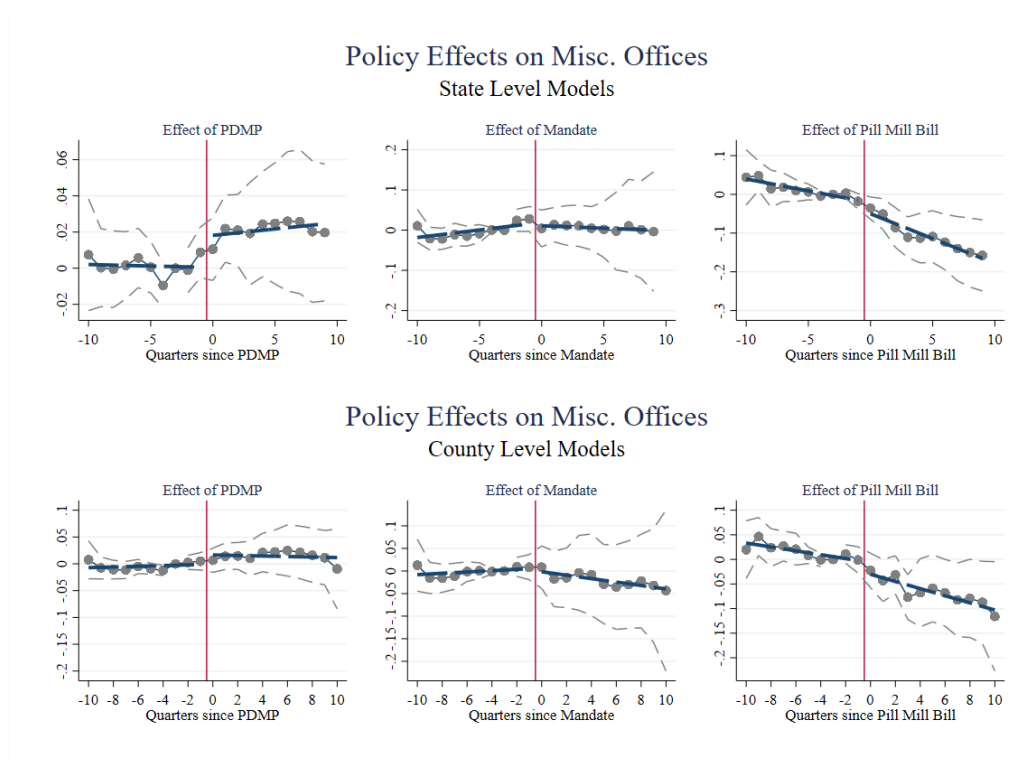 Policy Effects on Misc. Offices
State Level Models
Effect of PDMP
Effect of Mandate
Effect of Pill Mill Bill
.06
.04
.02
0
-.02
.2
.1
0
-.1
-.2
.1
0
-.1
-.2
-.3
-10 -5 0 5 10
-10 -5 0 5 10
-10 -5 0 5 10
Quarters since PDMP
Quarters since Mandate
Quarters since Pill Mill Bill
Policy Effects on Misc. Offices
County Level Models
Effect of PDMP
Effect of Mandate
Effect of Pill Mill Bill
.1
.05
0
-.05
-.1
-.15
-.2
.1
.05
0
-.05
-.1
-.15
-.2
.1
.05
0
-.05
-.1
-.15
-.2
-10 -8 -6 -4 -2 0 2 4 6 8 10
-10 -8 -6 -4 -2 0 2 4 6 8 10
-10 -8 -6 -4 -2 0 2 4 6 8 10
Quarters since PDMP
Quarters since Mandate
Quarters since Pill Mill Bill